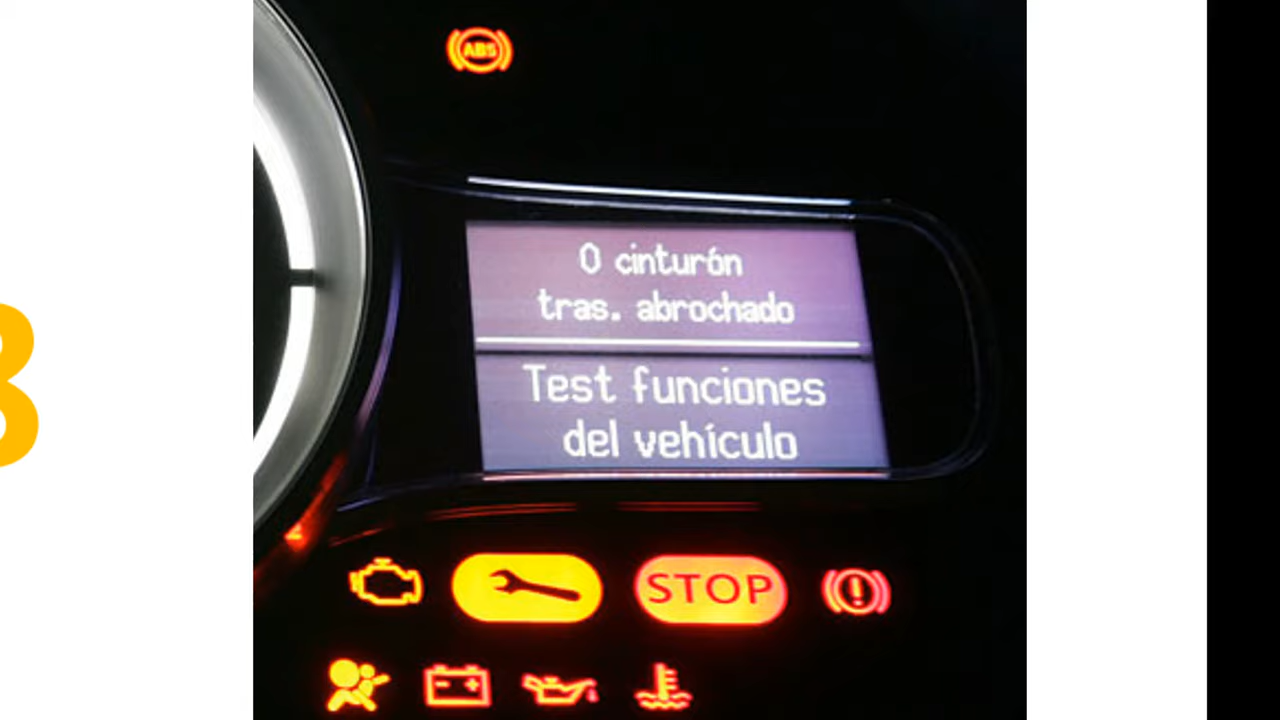 ABS
0 cinturón
tras. abrochado
Test funciones
del vehículo
STOP